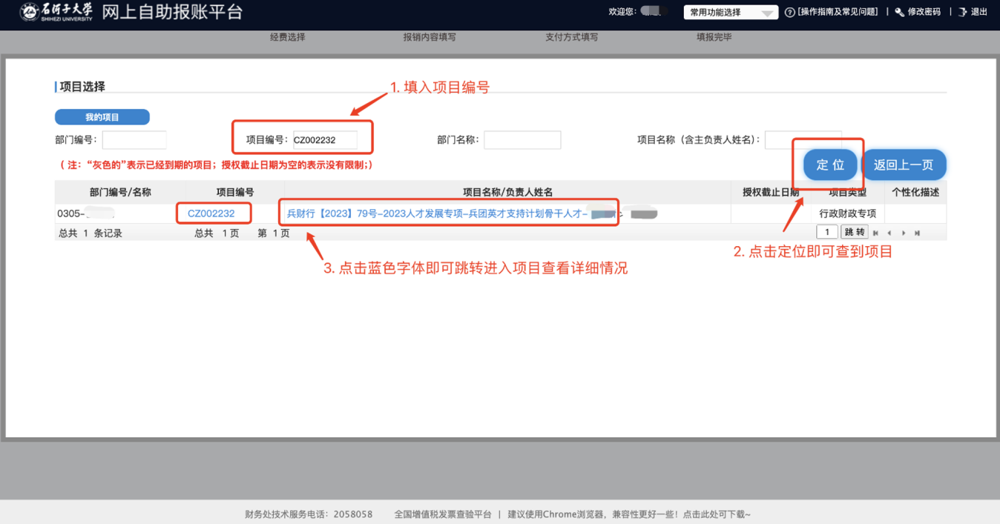 石河子大学 网上自助报账平台
SHIHEZI UNIVERSITY
欢迎您:
常用功能选择
[操作指南及常见问题] | 修改密码 | 退出
经费选择 报销内容填写 支付方式填写 填报完毕
项目选择
1. 填入项目编号
我的项目
部门编号: 项目编号: CZ002232 部门名称: 项目名称（含主负责人姓名）:
( 注: “灰色的”表示已经到期的项目；授权截止日期为空的表示没有限制；)
定 位 返回上一页
部门编号/名称 项目编号 项目名称/负责人姓名 授权截止日期 项目类型 个性化描述
0305- CZ002232 兵财行【2023】79号-2023人才发展专项-兵团英才支持计划骨干人才- 行政财政专项
总共 1 条记录 总共 1 页 第 1 页 1 跳 转
2. 点击定位即可查到项目
3. 点击蓝色字体即可跳转进入项目查看详细情况
财务处技术服务电话: 2058058 全国增值税发票查验平台 | 建议使用Chrome浏览器，兼容性更好一些！点击此处可下载~